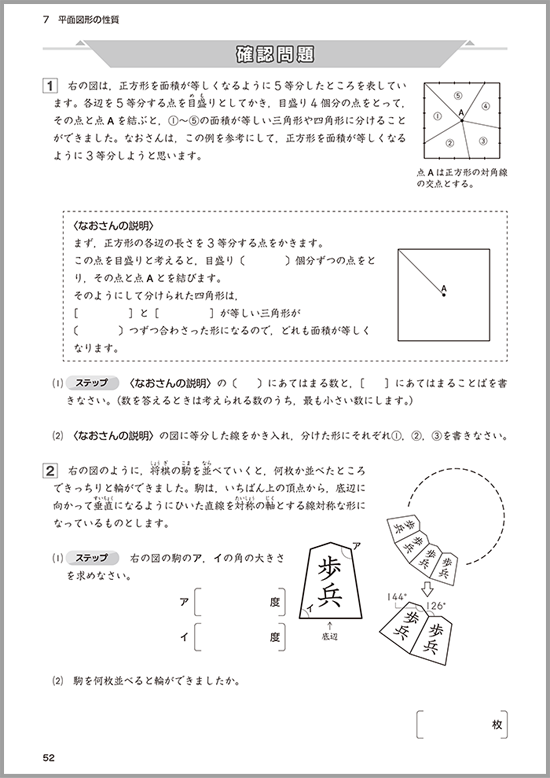 7 平面図形の性質
確認問題
1 右の図は，正方形を面積が等しくなるように5等分したところを表してい
ます。各辺を5等分する点を目盛りとしてかき，目盛り4個分の点をとって，
その点と点Aを結ぶと，①〜⑤の面積が等しい三角形や四角形に分けること
ができました。なおさんは，この例を参考にして，正方形を面積が等しくなる
ように3等分しようと思います。
⑤
①
A
④
②
③
点Aは正方形の対角線
の交点とする。
〈なおさんの説明〉
まず，正方形の各辺の長さを3等分する点をかきます。
この点を目盛りと考えると，目盛り（　　　）個分ずつの点をと
り，その点と点Aとを結びます。
そのようにして分けられた四角形は，
［　　　　］と［　　　　］が等しい三角形が
（　　　）つずつ合わさった形になるので，どれも面積が等しく
なります。
A
(1) ステップ 〈なおさんの説明〉の（　）にあてはまる数と，［　］にあてはまることばを書
きなさい。（数を答えるときは考えられる数のうち，最も小さい数にします。）
(2) 〈なおさんの説明〉の図に等分した線をかき入れ，分けた形にそれぞれ①，②，③を書きなさい。
2 右の図のように，将棋の駒を並べていくと，何枚か並べたところ
できっちりと輪ができました。駒は，いちばん上の頂点から，底辺に
向かって垂直になるようにひいた直線を対称の軸とする線対称な形に
なっているものとします。
(1) ステップ 右の図の駒のア，イの角の大きさ
を求めなさい。
ア［　　　度］
イ［　　　度］
歩兵
ア
イ
底辺
歩兵
歩兵
歩兵
歩兵
144°
126°
歩兵
歩兵
(2) 駒を何枚並べると輪ができましたか。
［　　　枚］
52